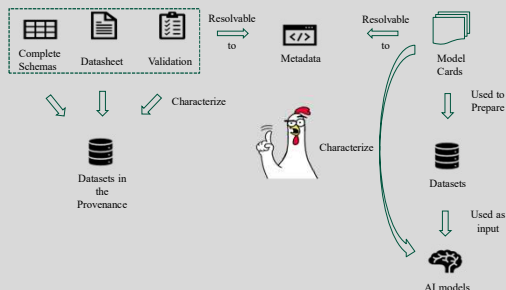 Complete
Schemas
Datasheet
Validation
Resolvable
to
Metadata
Resolvable
to
Model
Cards
Characterize
Datasets in
the
Provenance
Characterize
Used to
Prepare
Datasets
Used as
input
AI models